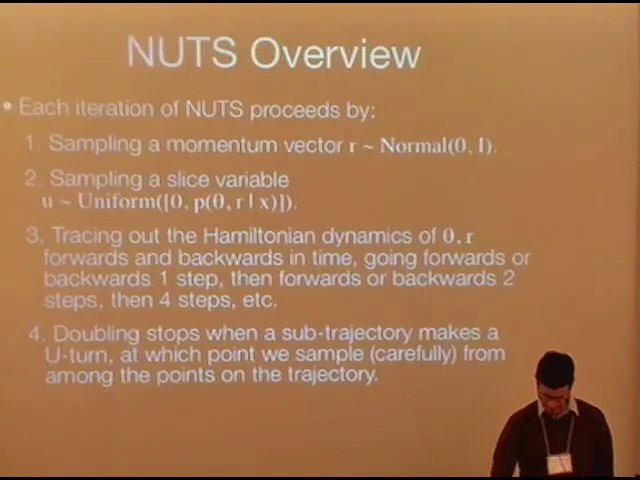 NUTS Overview
• Each iteration of NUTS proceeds by:
1. Sampling a momentum vector r ~ Normal(0, I).
2. Sampling a slice variable
u ~ Uniform([0, p(θ, r | x)]).
3. Tracing out the Hamiltonian dynamics of θ, r
forwards and backwards in time, going forwards or
backwards 1 step, then forwards or backwards 2
steps, then 4 steps, etc.
4. Doubling stops when a sub-trajectory makes a
U-turn, at which point we sample (carefully) from
among the points on the trajectory.